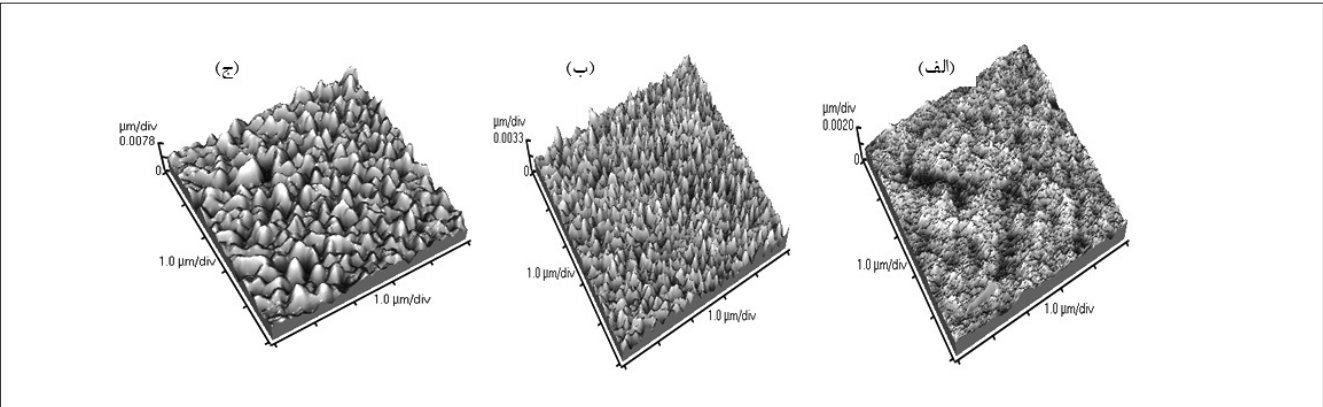 (الف)
µm/div
0.0020
0
1.0 µm/div
1.0 µm/div
(ب)
µm/div
0.0033
0
1.0 µm/div
1.0 µm/div
(ج)
µm/div
0.0078
0
1.0 µm/div
1.0 µm/div